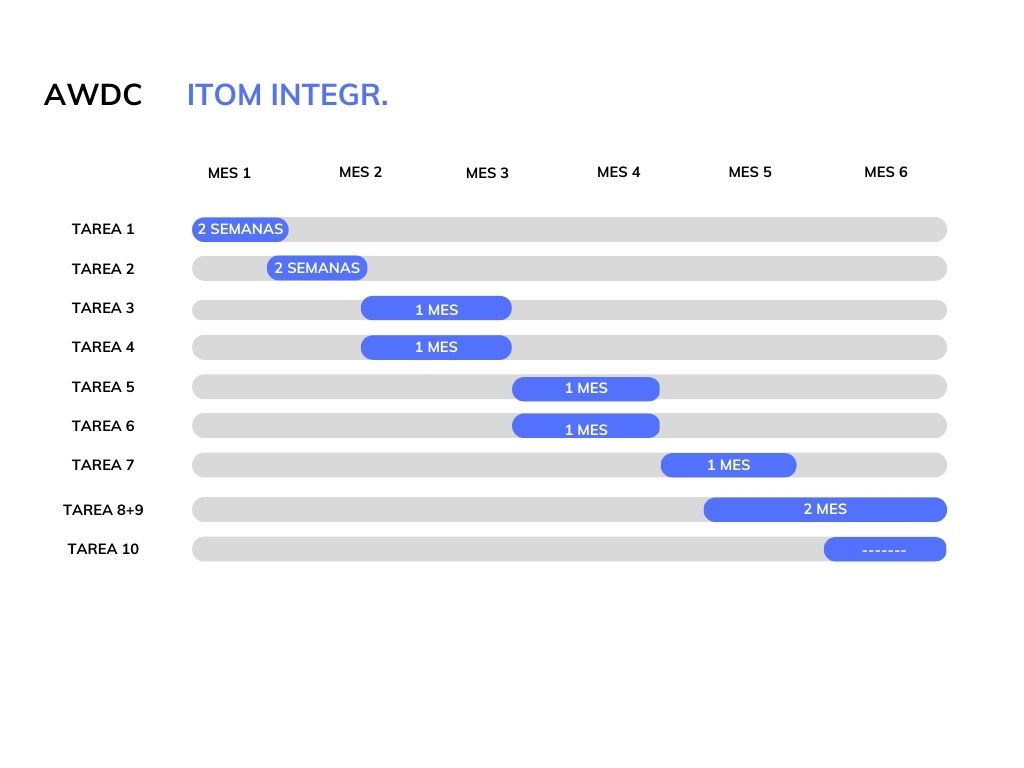 AWDC ITOM INTEGR.
MES 1 MES 2 MES 3 MES 4 MES 5 MES 6
TAREA 1 2 SEMANAS
TAREA 2 2 SEMANAS
TAREA 3 1 MES
TAREA 4 1 MES
TAREA 5 1 MES
TAREA 6 1 MES
TAREA 7 1 MES
TAREA 8+9 2 MES
TAREA 10 -------